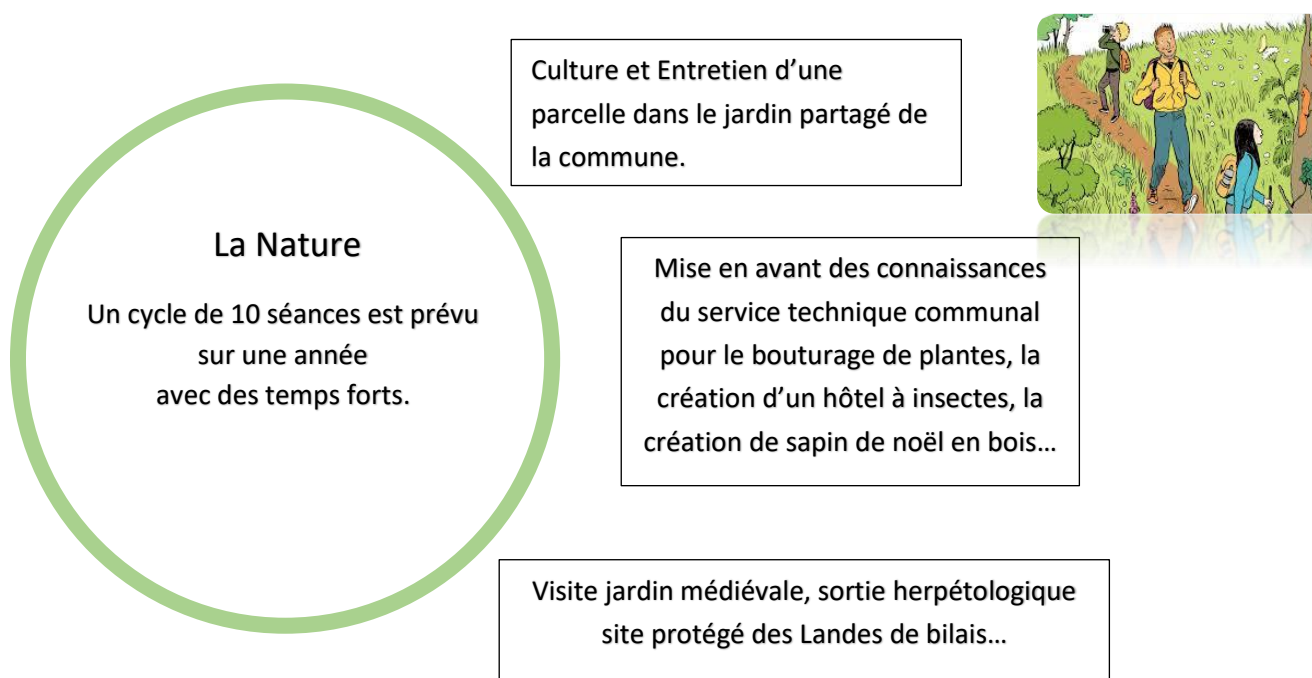 La Nature
Un cycle de 10 séances est prévu
sur une année
avec des temps forts.
Culture et Entretien d’une
parcelle dans le jardin partagé de
la commune.
Mise en avant des connaissances
du service technique communal
pour le bouturage de plantes, la
création d’un hôtel à insectes, la
création de sapin de noël en bois…
Visite jardin médiévale, sortie herpétologique
site protégé des Landes de bilais…